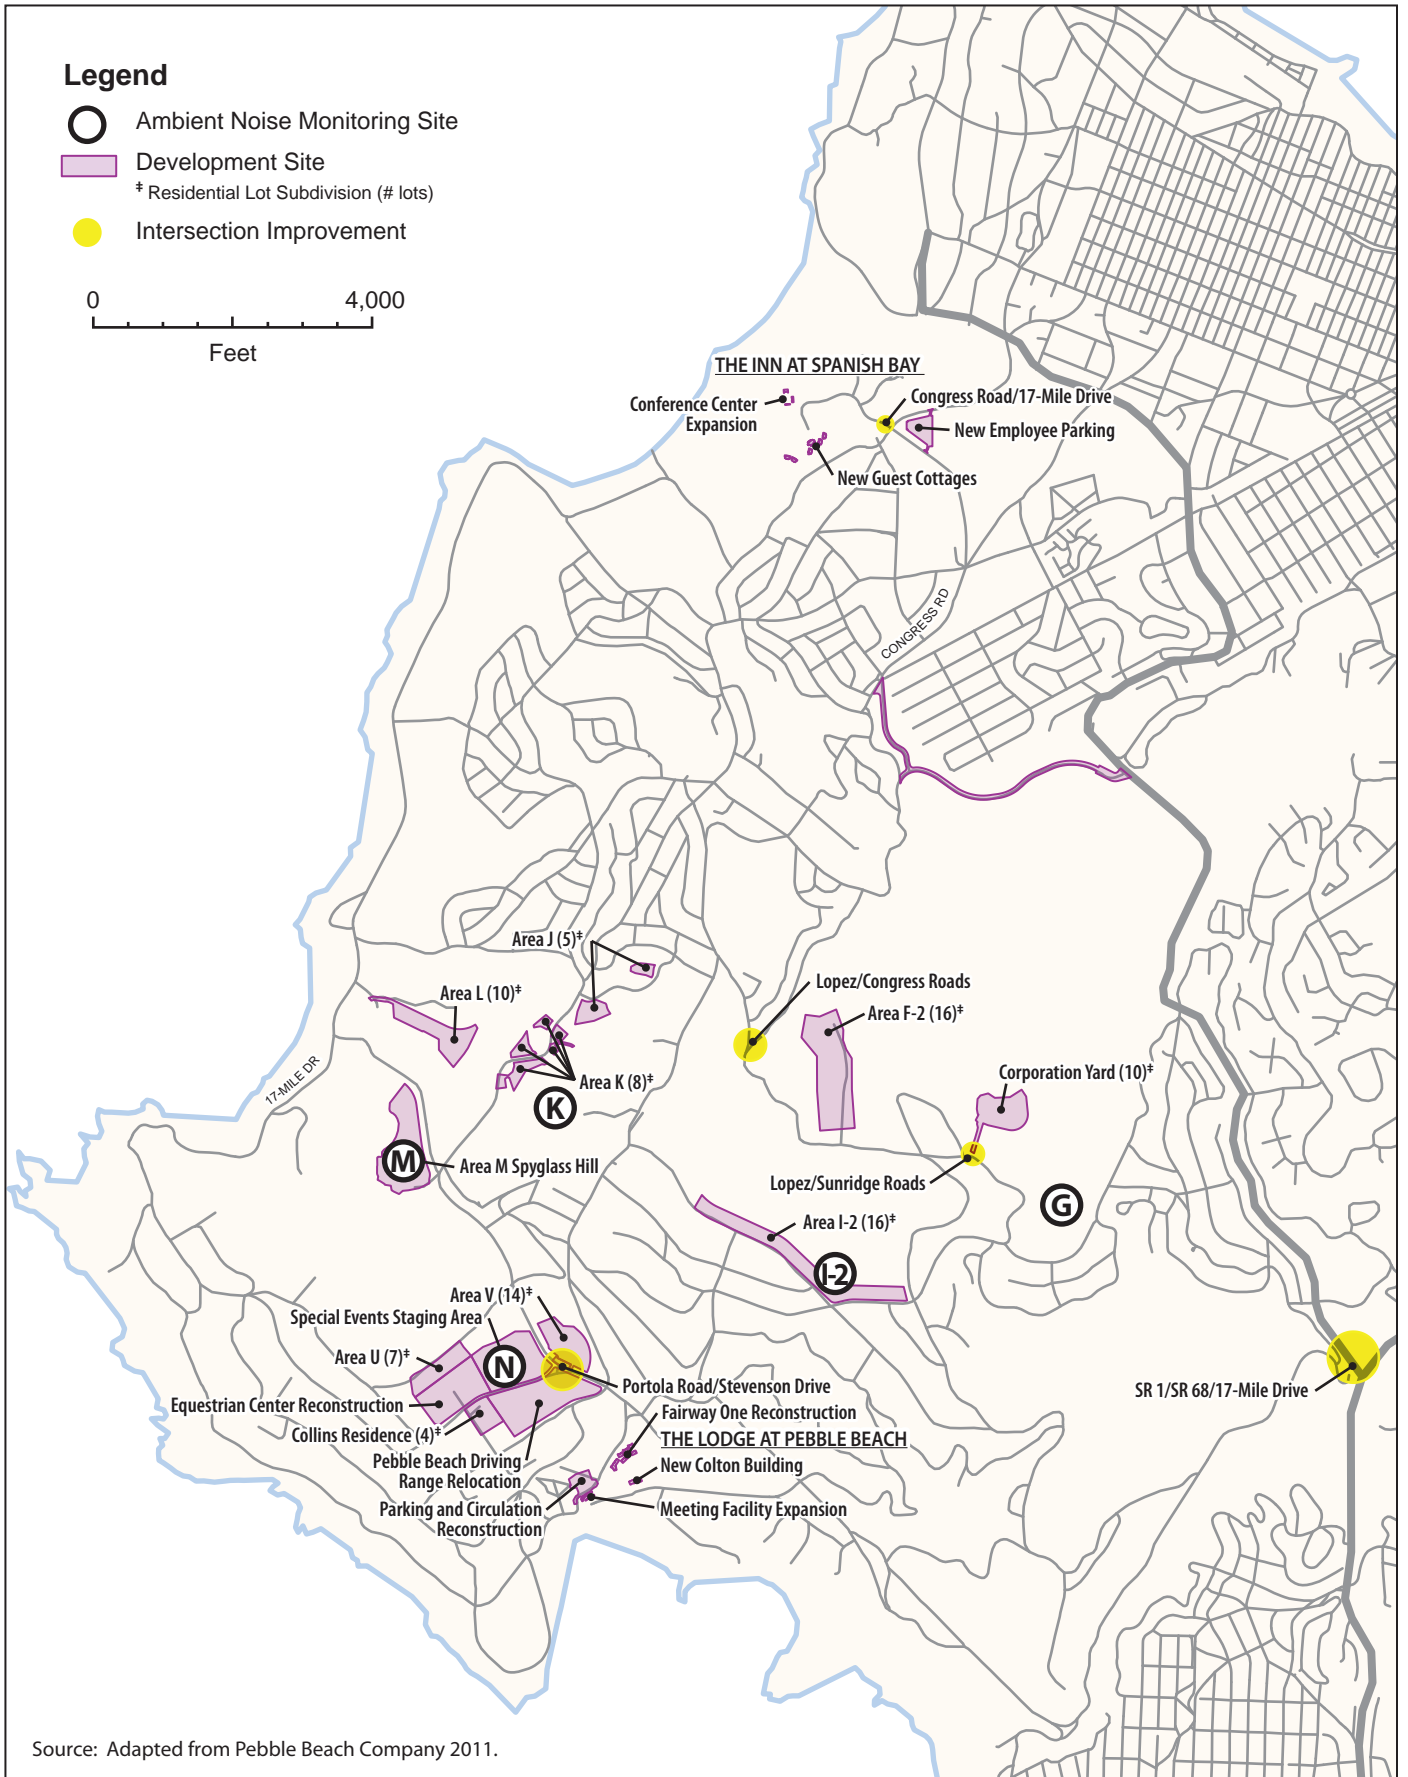 Legend
Ambient Noise Monitoring Site
Development Site
‡ Residential Lot Subdivision (# lots)
Intersection Improvement
0 4,000
Feet
THE INN AT SPANISH BAY
Conference Center
Expansion
Congress Road/17-Mile Drive
New Employee Parking
New Guest Cottages
CONGRESS RD
Area J (5)‡
Area L (10)‡
Lopez/Congress Roads
Area F-2 (16)‡
Area K (8)‡
Corporation Yard (10)‡
17-MILE DR
K
M
Area M Spyglass Hill
Lopez/Sunridge Roads
G
Area I-2 (16)‡
I-2
Area V (14)‡
Special Events Staging Area
Area U (7)‡
N
Portola Road/Stevenson Drive
SR 1/SR 68/17-Mile Drive
Equestrian Center Reconstruction
Fairway One Reconstruction
Collins Residence (4)‡
THE LODGE AT PEBBLE BEACH
Pebble Beach Driving
Range Relocation
New Colton Building
Parking and Circulation
Reconstruction
Meeting Facility Expansion
Source: Adapted from Pebble Beach Company 2011.